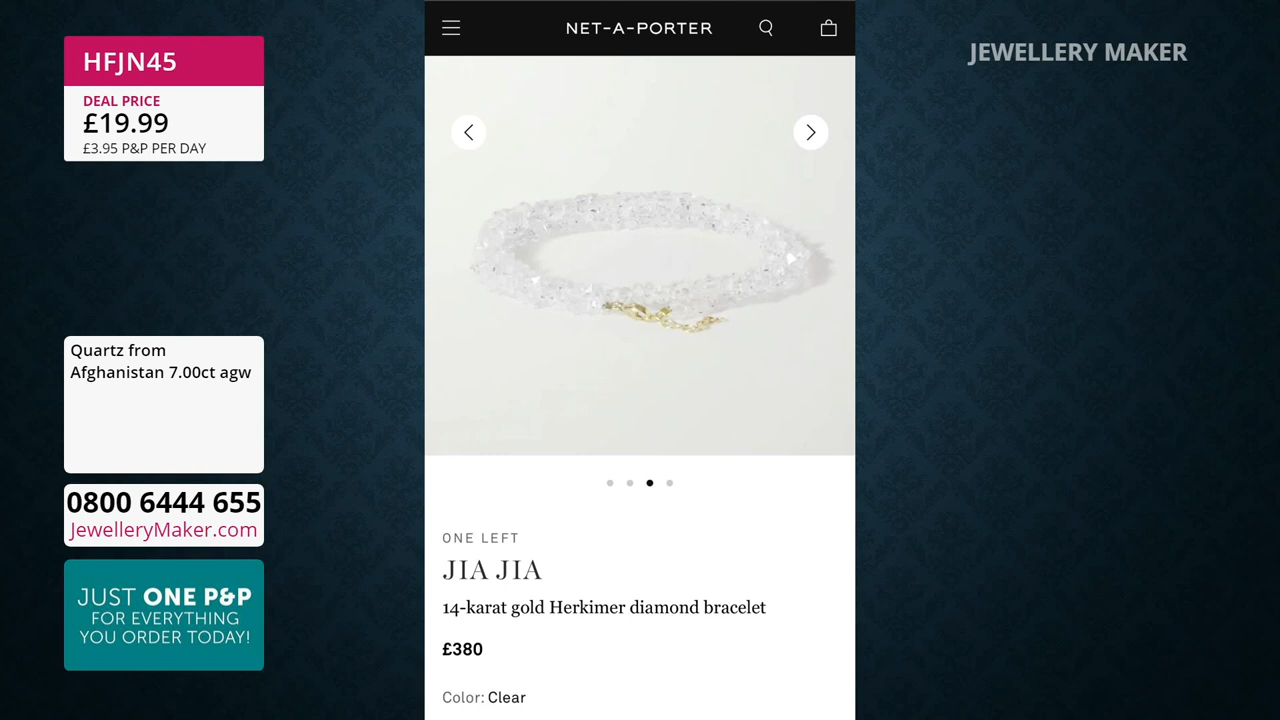 HFJN45
DEAL PRICE
£19.99
£3.95 P&P PER DAY
Quartz from
Afghanistan 7.00ct agw
0800 6444 655
JewelleryMaker.com
JUST ONE P&P
FOR EVERYTHING
YOU ORDER TODAY!
NET-A-PORTER
ONE LEFT
JIA JIA
14-karat gold Herkimer diamond bracelet
£380
Color: Clear
JEWELLERY MAKER